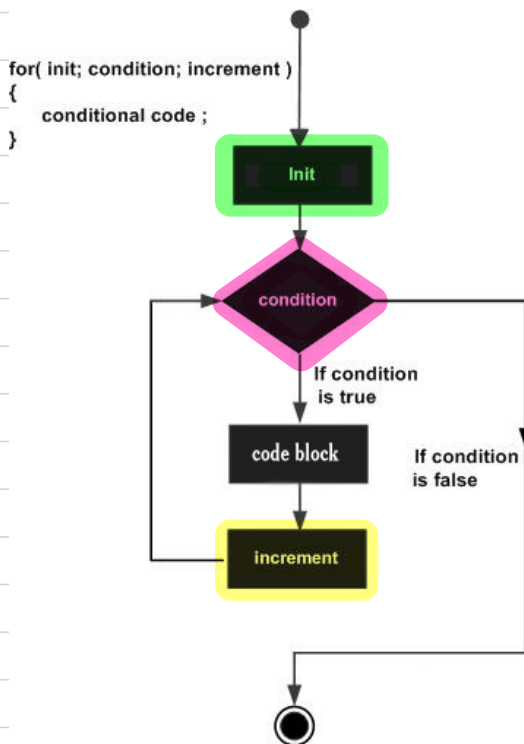 for( init; condition; increment )
{
conditional code ;
}
Init
condition
If condition
is true
code block
If condition
is false
increment